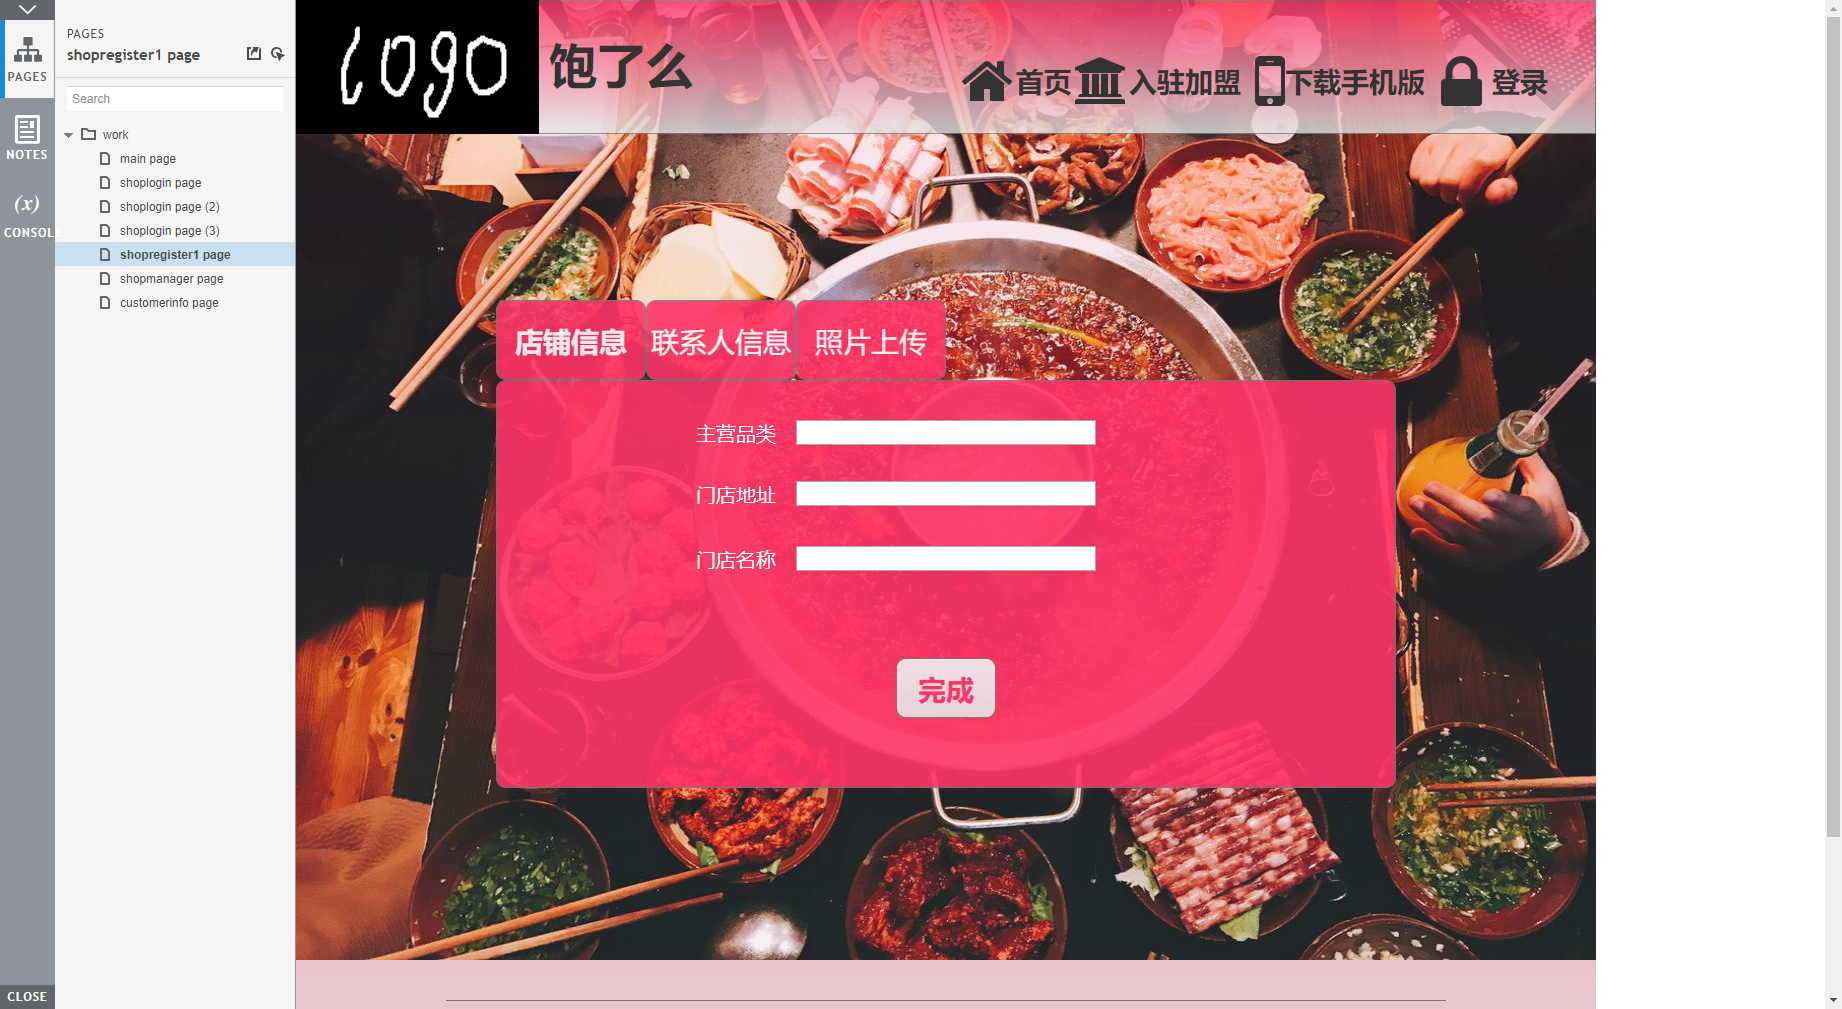 PAGES
shopregister1 page
Search
work
main page
shoplogin page
shoplogin page (2)
shoplogin page (3)
shopregister1 page
shopmanager page
customerinfo page
PAGES
NOTES
(x)
CONSOLE
CLOSE
logo
饱了么
首页 入驻加盟 下载手机版 登录
店铺信息 联系人信息 照片上传
主营品类
门店地址
门店名称
完成